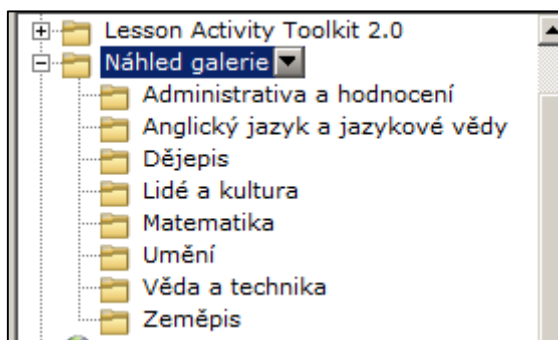 Lesson Activity Toolkit 2.0
Náhled galerie
Administrativa a hodnocení
Anglický jazyk a jazykové vědy
Dějepis
Lidé a kultura
Matematika
Umění
Věda a technika
Zeměpis